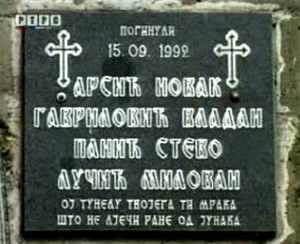 РТРС
ПОГИНУЛИ
15.09.1992
АРСИЋ НОВАК
ГАВРИЛОВИЋ ВЛАДАН
ПАНИЋ СТЕВО
ЛУЧИЋ МИЛОВАН
ОЈ ТУНЕЛУ ТВОЈЕГА ТИ МРАКА
ШТО НЕ ЛЈЕЧИ РАНЕ ОД ЈУНАКА